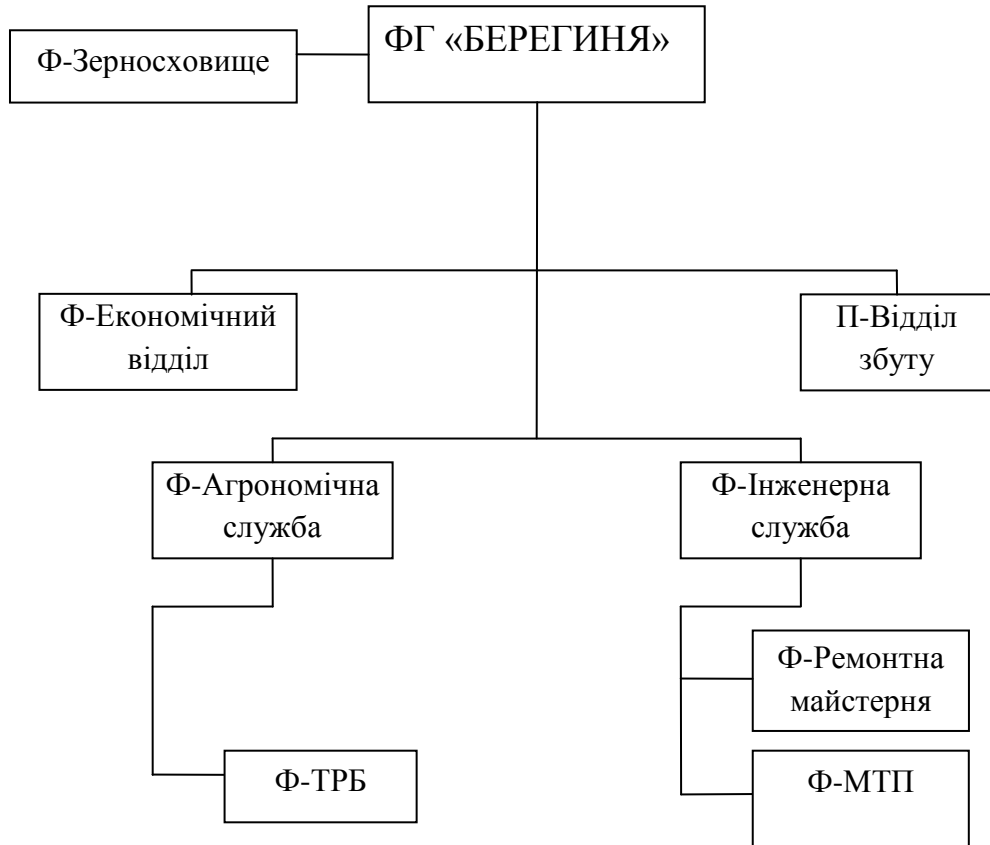 ФГ «БЕРЕГИНЯ»
Ф-Зерносховище
Ф-Економічний
відділ
П-Відділ
збуту
Ф-Агрономічна
служба
Ф-Інженерна
служба
Ф-Ремонтна
майстерня
Ф-ТРБ
Ф-МТП